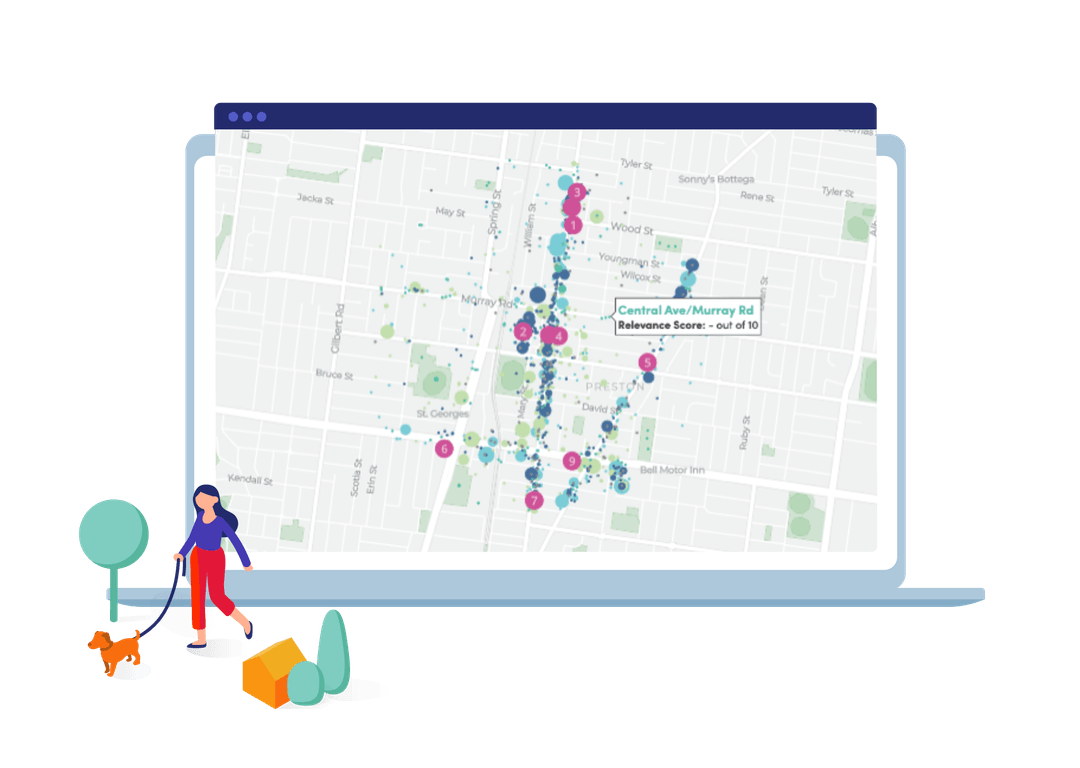 Tyler St
Sonny's Bottega
Rene St
Tyler St
Jacka St
May St
Spring St
William St
3
1
Wood St
Youngman St
Wilcox St
Murray Rd
Central Ave/Murray Rd
Relevance Score: - out of 10
Gilbert Rd
2
4
5
Bruce St
PRESTON
St. Georges
Mary St
David St
Ruby St
6
9
Bell Motor Inn
Kendall St
Scotia St
Erin St
7